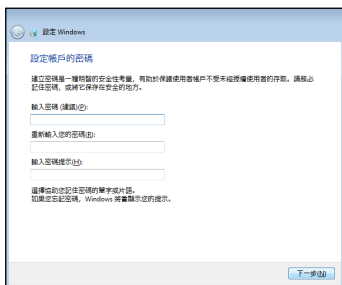 設定 Windows
設定帳戶的密碼
建立密碼是一種明智的安全性考量，有助於保護使用者帳戶不受未經授權使用者的存取。請務必
記住密碼，或將它保存在安全的地方。
輸入密碼 (建議)(P):
重新輸入您的密碼(R):
輸入密碼提示(H):
選擇協助您記住密碼的單字或片語。
如果您忘記密碼，Windows 將會顯示您的提示。
下一步(N)